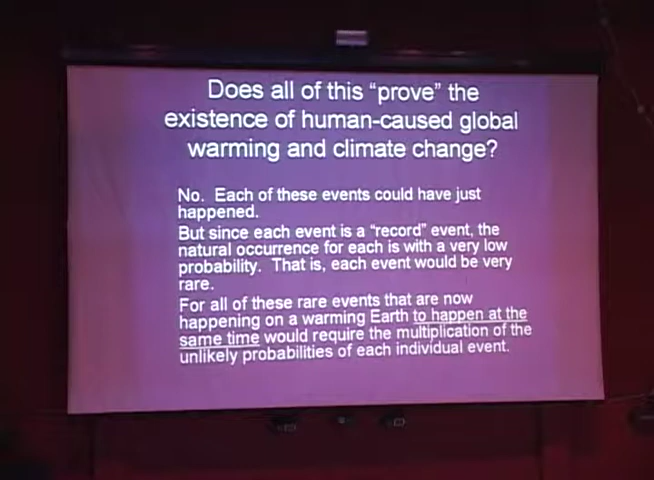 Does all of this “prove” the
existence of human-caused global
warming and climate change?
No. Each of these events could have just
happened.
But since each event is a “record” event, the
natural occurrence for each is with a very low
probability. That is, each event would be very
rare.
For all of these rare events that are now
happening on a warming Earth to happen at the
same time would require the multiplication of the
unlikely probabilities of each individual event.